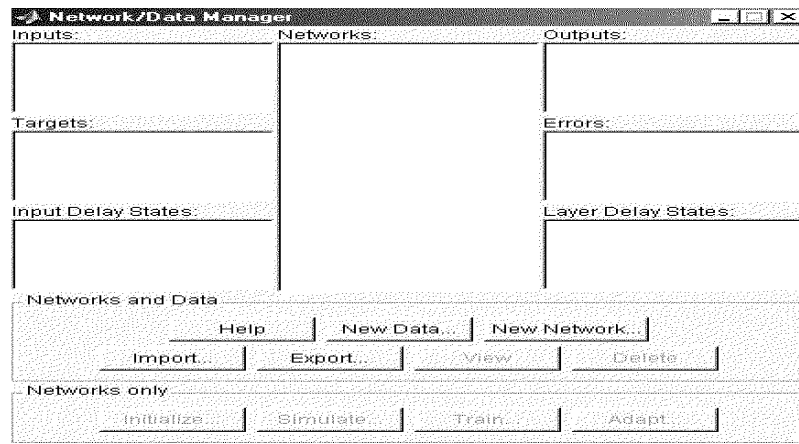 Network/Data Manager
Inputs: Networks: Outputs:
Targets: Errors:
Input Delay States: Layer Delay States:
Networks and Data
Help New Data... New Network...
Import... Export... View Delete
Networks only
Initialize... Simulate... Train... Adapt...